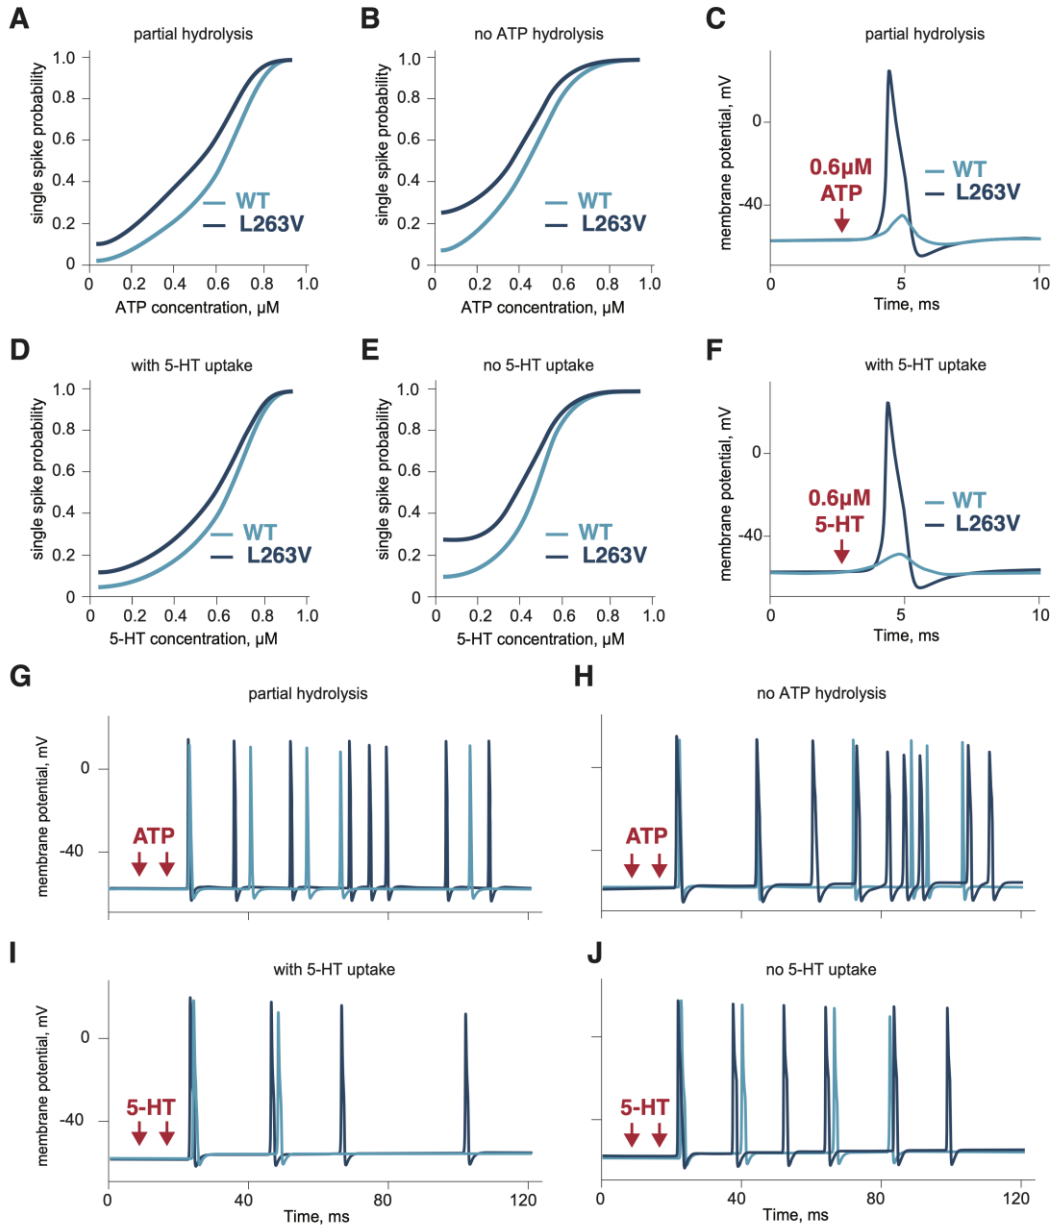 A
partial hydrolysis
single spike probability
1.0
0.8
0.6
0.4
0.2
0
WT
L263V
0 0.2 0.4 0.6 0.8 1.0
ATP concentration, µM
B
no ATP hydrolysis
single spike probability
1.0
0.8
0.6
0.4
0.2
0
WT
L263V
0 0.2 0.4 0.6 0.8 1.0
ATP concentration, µM
C
partial hydrolysis
membrane potential, mV
0
-40
0.6µM
ATP
WT
L263V
0 5 10
Time, ms
D
with 5-HT uptake
single spike probability
1.0
0.8
0.6
0.4
0.2
0
WT
L263V
0 0.2 0.4 0.6 0.8 1.0
5-HT concentration, µM
E
no 5-HT uptake
single spike probability
1.0
0.8
0.6
0.4
0.2
0
WT
L263V
0 0.2 0.4 0.6 0.8 1.0
5-HT concentration, µM
F
with 5-HT uptake
membrane potential, mV
0
-40
0.6µM
5-HT
WT
L263V
0 5 10
Time, ms
G
partial hydrolysis
membrane potential, mV
0
-40
ATP
H
no ATP hydrolysis
ATP
I
with 5-HT uptake
membrane potential, mV
0
-40
5-HT
0 40 80 120
Time, ms
J
no 5-HT uptake
5-HT
0 40 80 120
Time, ms